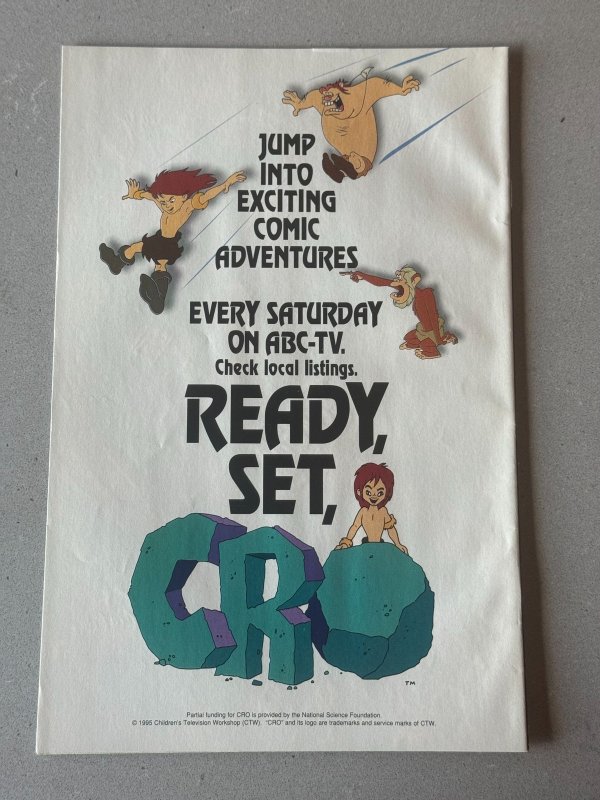 JUMP
INTO
EXCITING
COMIC
ADVENTURES
EVERY SATURDAY
ON ABC-TV.
Check local listings.
READY,
SET,
CRO
TM
Partial funding for CRO is provided by the National Science Foundation.
© 1995 Children's Television Workshop (CTW). "CRO" and its logo are trademarks and service marks of CTW.